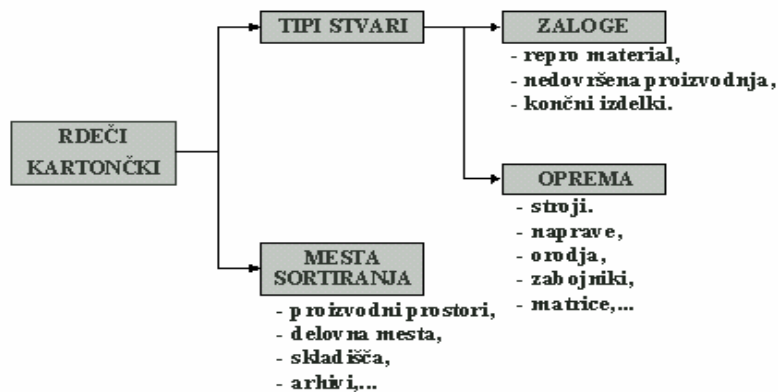 RDEČI
KARTONČKI
TIPI STVARI
ZALOGE
- repro material,
- nedovršena proizvodnja,
- končni izdelki.
OPREMA
- stroji.
- naprave,
- orodja,
- zabojniki,
- matrice,...
MESTA
SORTIRANJA
- proizvodni prostori,
- delovna mesta,
- skladišča,
- arhivi,...